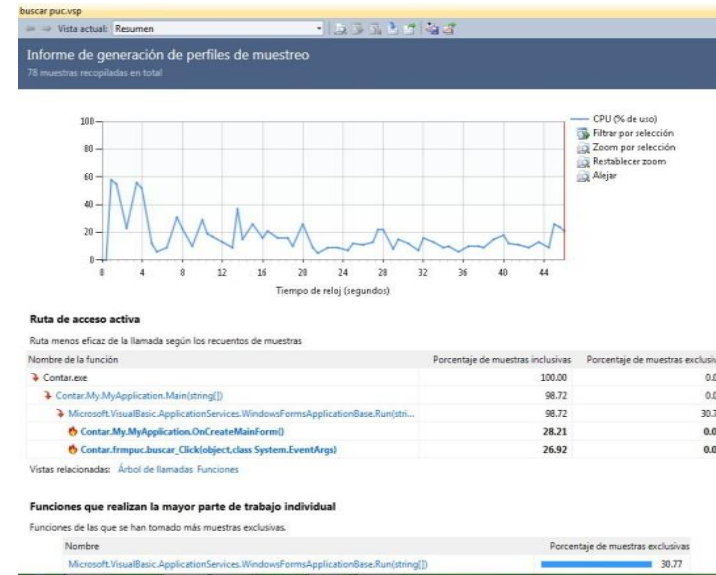 buscar puc.vsp
Vista actual: Resumen
Informe de generación de perfiles de muestreo
78 muestras recopiladas en total
100
80
60
40
20
0
0 4 8 12 16 20 24 28 32 36 40 44
Tiempo de reloj (segundos)
CPU (% de uso)
Filtrar por selección
Zoom por selección
Restablecer zoom
Alejar
Ruta de acceso activa
Ruta menos eficaz de la llamada según los recuentos de muestras
Nombre de la función Porcentaje de muestras inclusivas Porcentaje de muestras exclusiv
Contar.exe 100.00 0.0
Contar.My.MyApplication.Main(string[]) 98.72 0.0
Microsoft.VisualBasic.ApplicationServices.WindowsFormsApplicationBase.Run(stri... 98.72 30.7
Contar.My.MyApplication.OnCreateMainForm() 28.21 0.0
Contar.frmpuc.buscar_Click(object,class System.EventArgs) 26.92 0.0
Vistas relacionadas: Árbol de llamadas Funciones
Funciones que realizan la mayor parte de trabajo individual
Funciones de las que se han tomado más muestras exclusivas.
Nombre Porcentaje de muestras exclusivas
Microsoft.VisualBasic.ApplicationServices.WindowsFormsApplicationBase.Run(string[]) 30.77